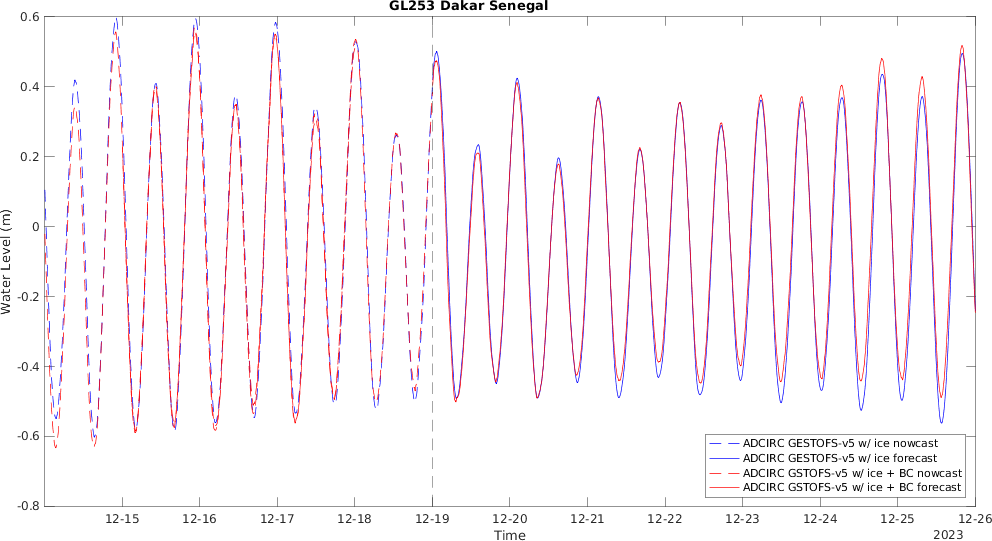 GL253 Dakar Senegal
0.6
0.4
0.2
0
-0.2
-0.4
-0.6
-0.8
Water Level (m)
ADCIRC GESTOFS-v5 w/ ice nowcast
ADCIRC GESTOFS-v5 w/ ice forecast
ADCIRC GSTOFS-v5 w/ ice + BC nowcast
ADCIRC GSTOFS-v5 w/ ice + BC forecast
12-15 12-16 12-17 12-18 12-19 12-20 12-21 12-22 12-23 12-24 12-25 12-26
Time
2023